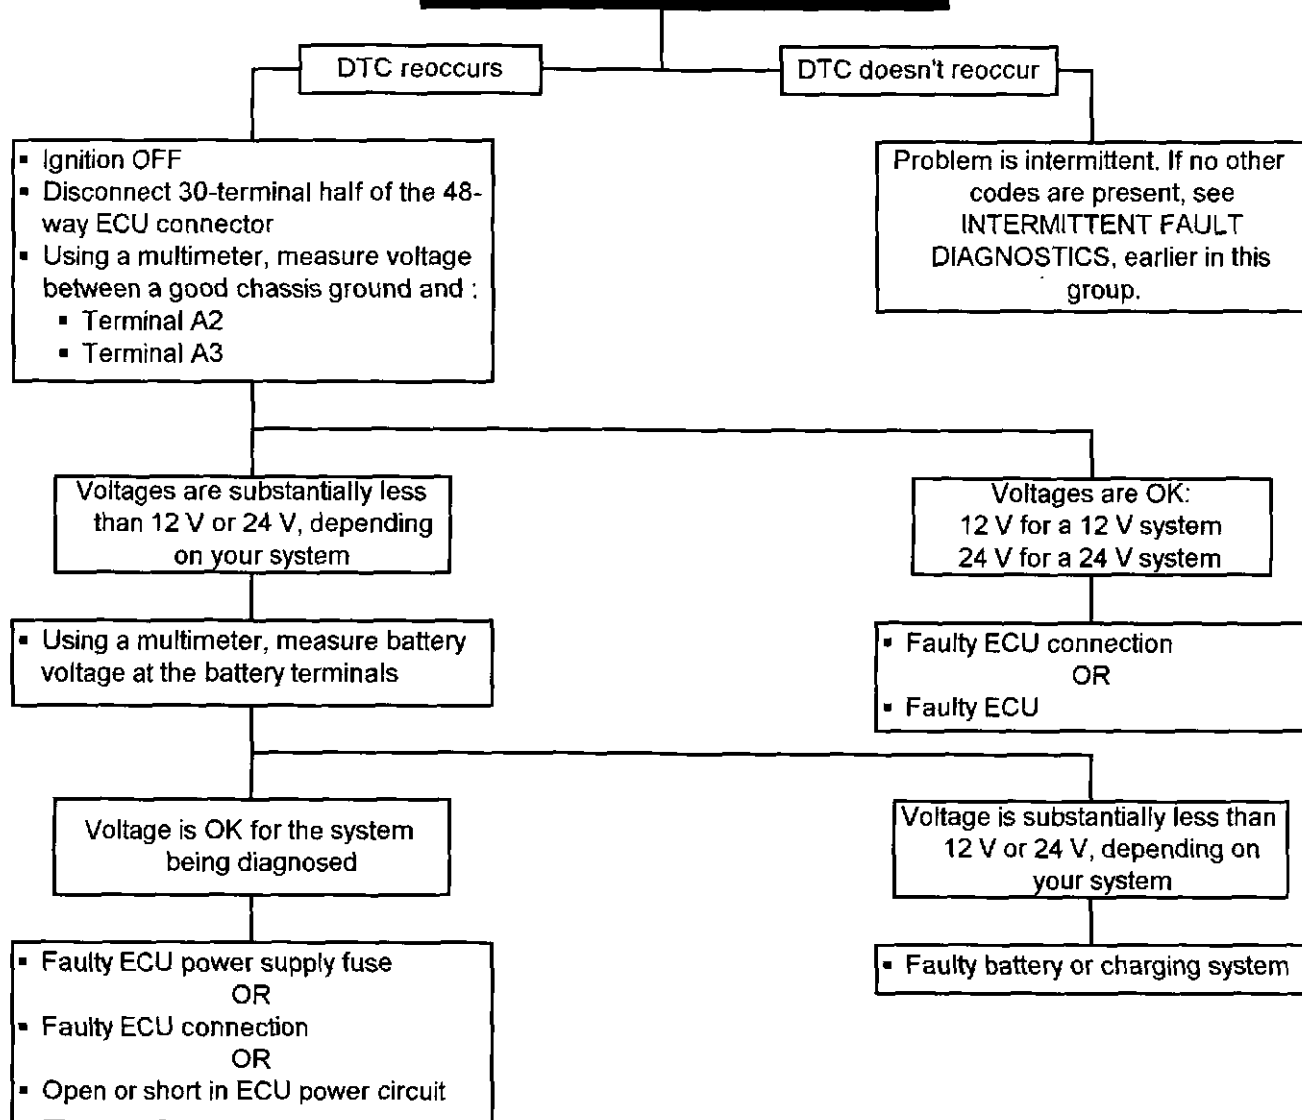 DTC reoccurs
DTC doesn't reoccur
▪ Ignition OFF
▪ Disconnect 30-terminal half of the 48-
way ECU connector
▪ Using a multimeter, measure voltage
between a good chassis ground and :
▪ Terminal A2
▪ Terminal A3
Problem is intermittent. If no other
codes are present, see
INTERMITTENT FAULT
DIAGNOSTICS, earlier in this
group.
Voltages are substantially less
than 12 V or 24 V, depending
on your system
Voltages are OK:
12 V for a 12 V system
24 V for a 24 V system
▪ Using a multimeter, measure battery
voltage at the battery terminals
▪ Faulty ECU connection
OR
▪ Faulty ECU
Voltage is OK for the system
being diagnosed
Voltage is substantially less than
12 V or 24 V, depending on
your system
▪ Faulty ECU power supply fuse
OR
▪ Faulty ECU connection
OR
▪ Open or short in ECU power circuit
▪ Faulty battery or charging system